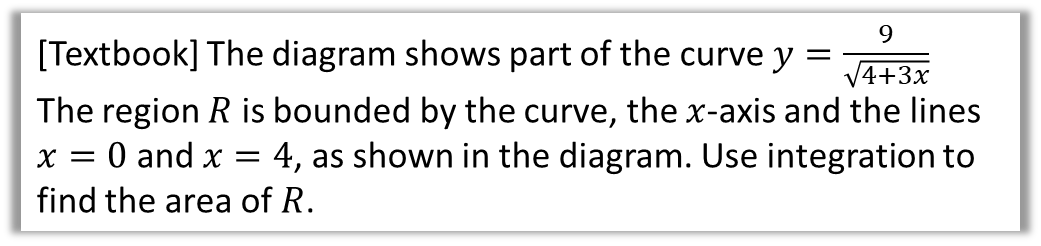 [Textbook] The diagram shows part of the curve y = 9/√(4+3x)
The region R is bounded by the curve, the x-axis and the lines
x = 0 and x = 4, as shown in the diagram. Use integration to
find the area of R.